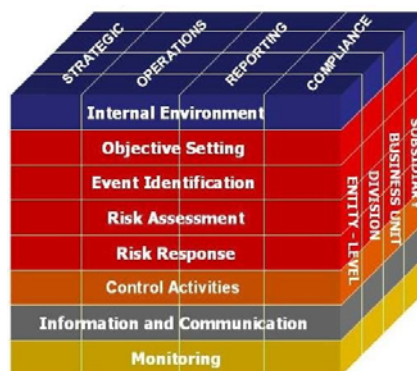 STRATEGIC
OPERATIONS
REPORTING
COMPLIANCE
Internal Environment
Objective Setting
Event Identification
Risk Assessment
Risk Response
Control Activities
Information and Communication
Monitoring
ENTITY - LEVEL
DIVISION
BUSINESS UNIT
SUBSIDIARY